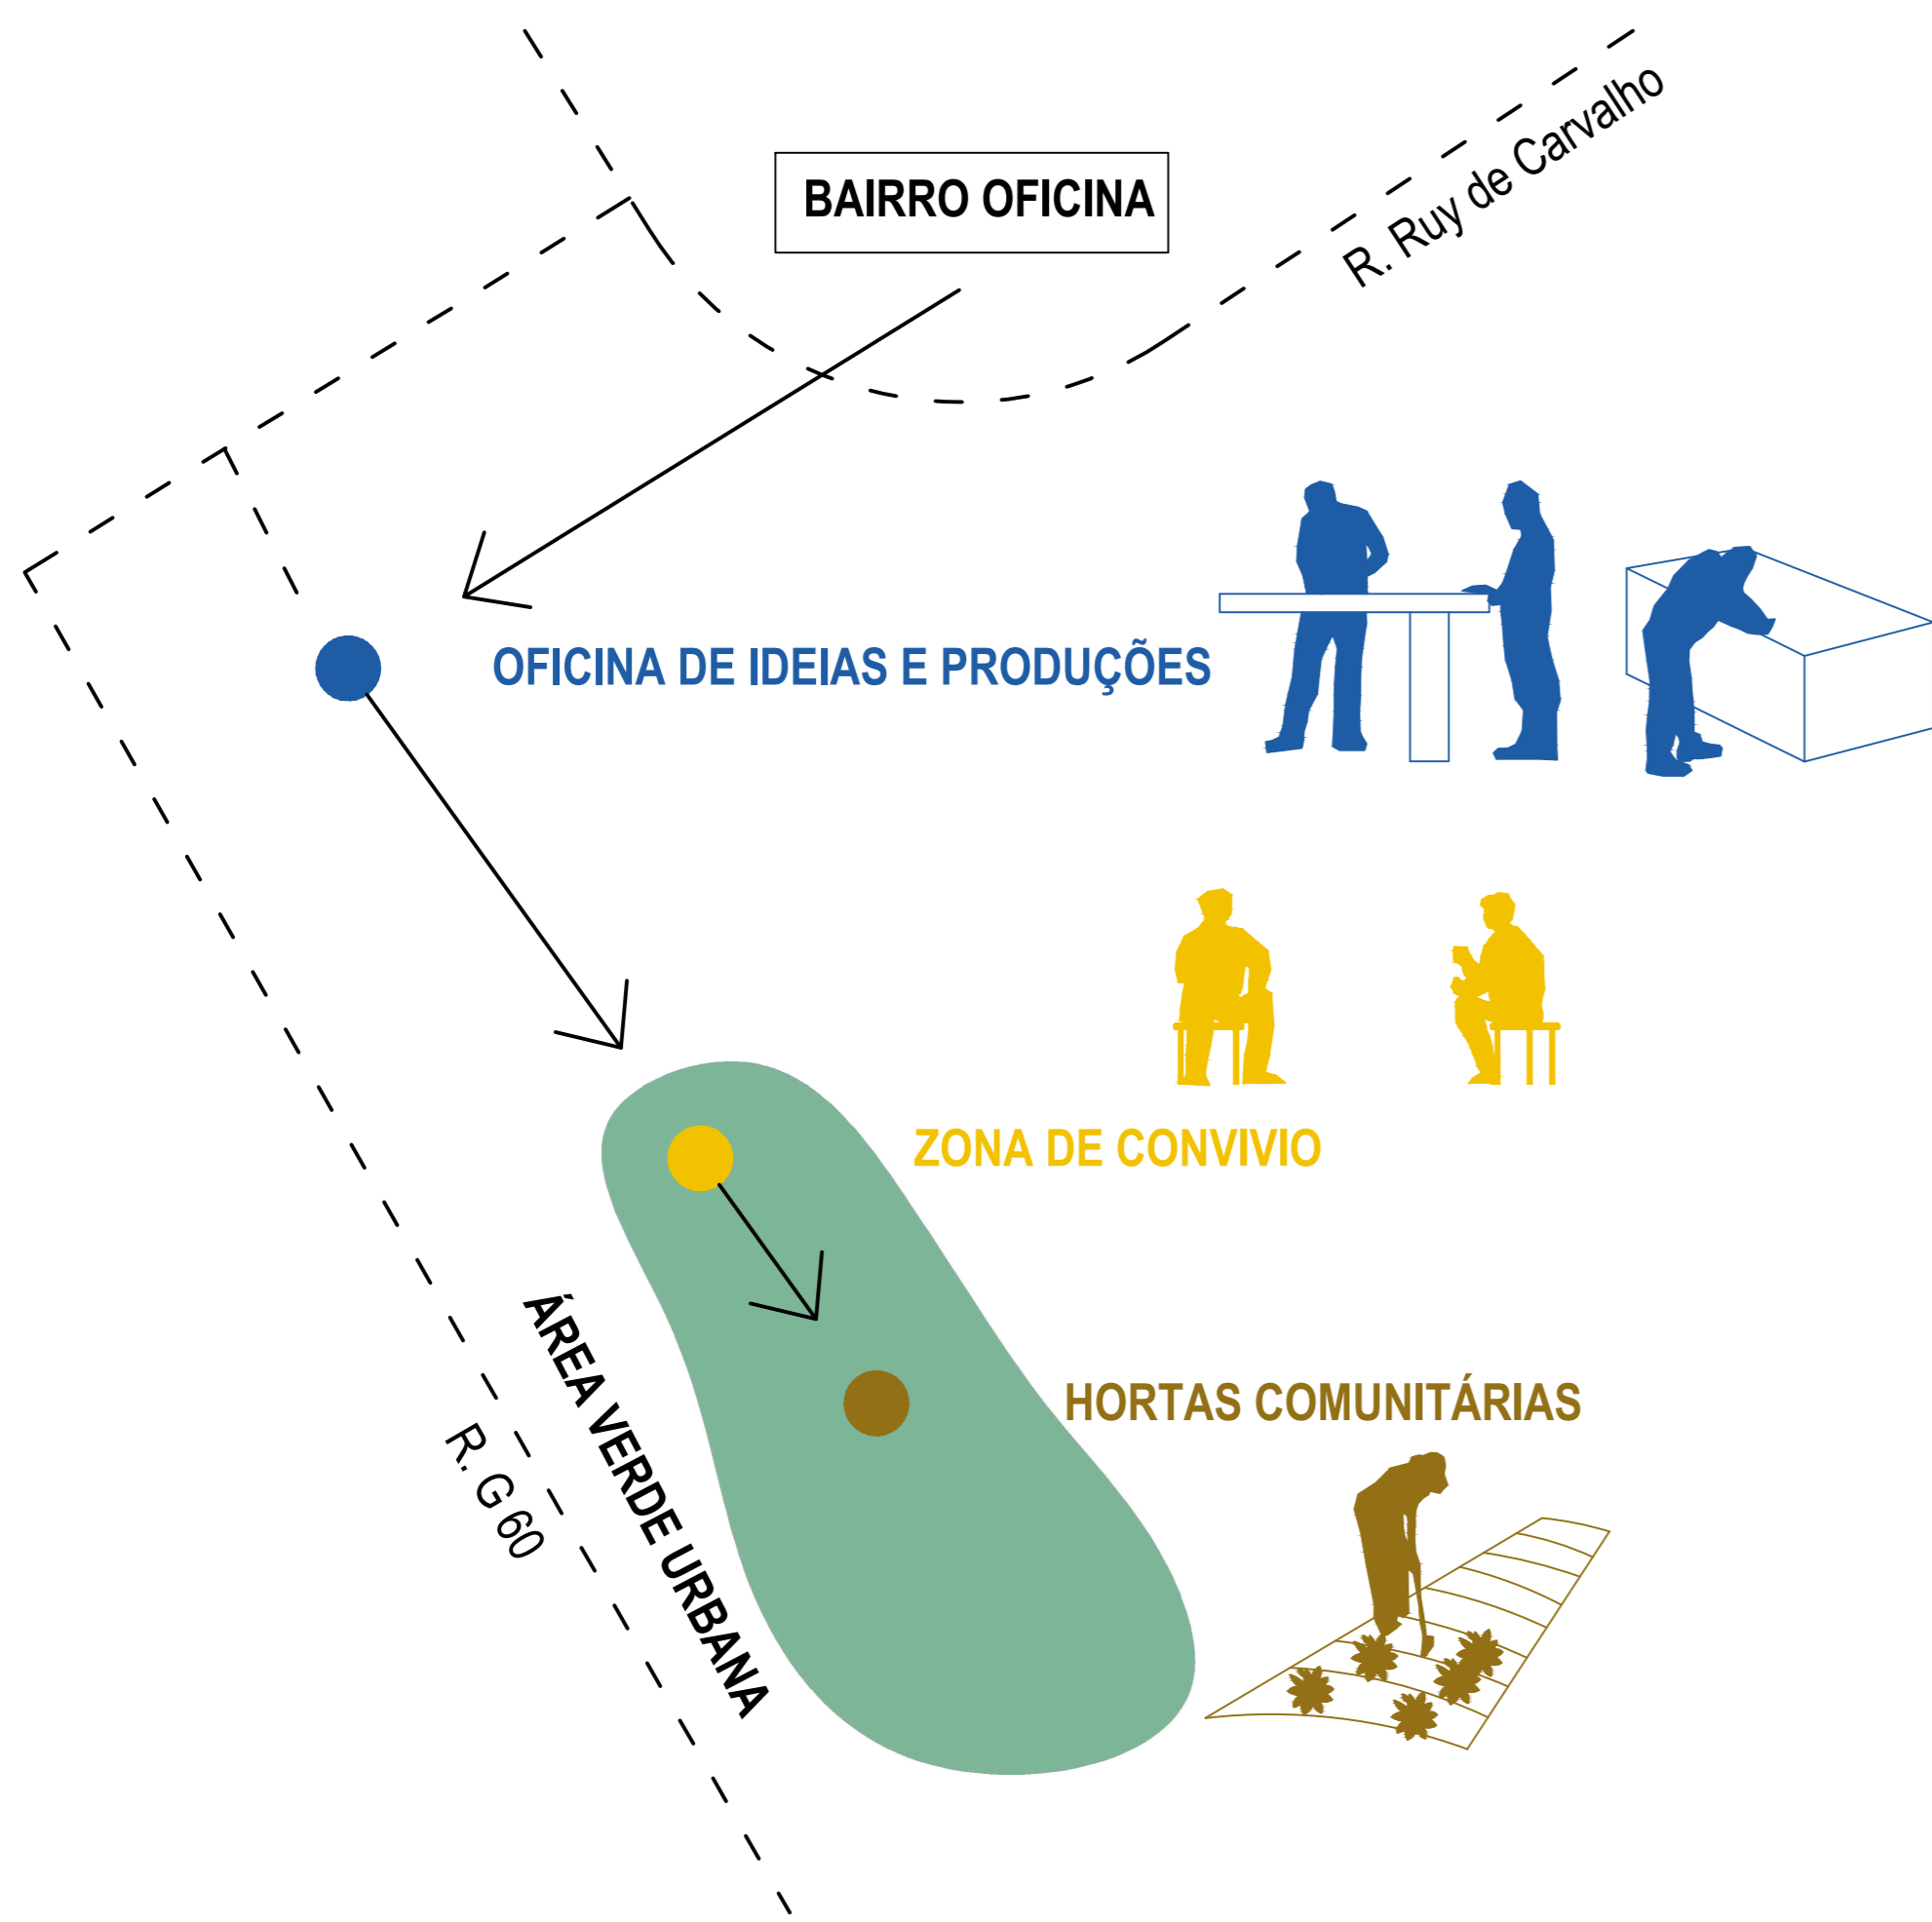 R. Ruy de Carvalho
BAIRRO OFICINA
OFICINA DE IDEIAS E PRODUÇÕES
ZONA DE CONVIVIO
HORTAS COMUNITÁRIAS
ÁREA VERDE URBANA
R. G 60